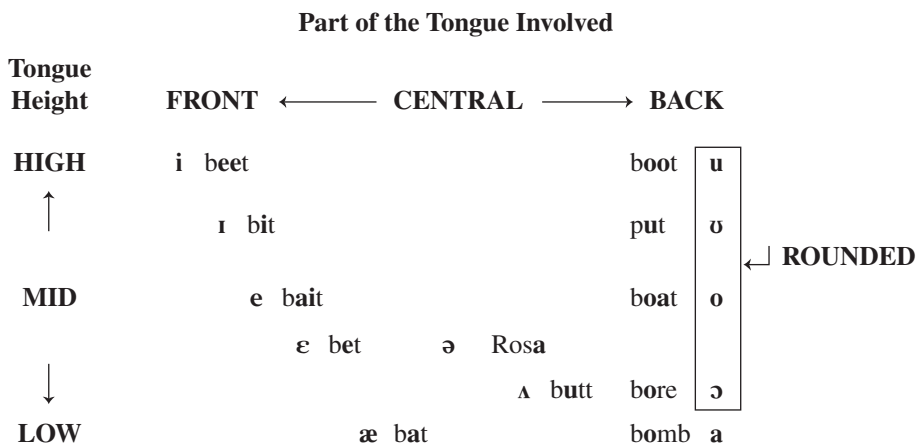 Part of the Tongue Involved
Tongue
Height FRONT ← CENTRAL → BACK
HIGH i beet boot u
ɪ bit put ʊ
ROUNDED
MID e bait boat o
ɛ bet ə Rosa
ʌ butt bore ɔ
LOW æ bat bomb a